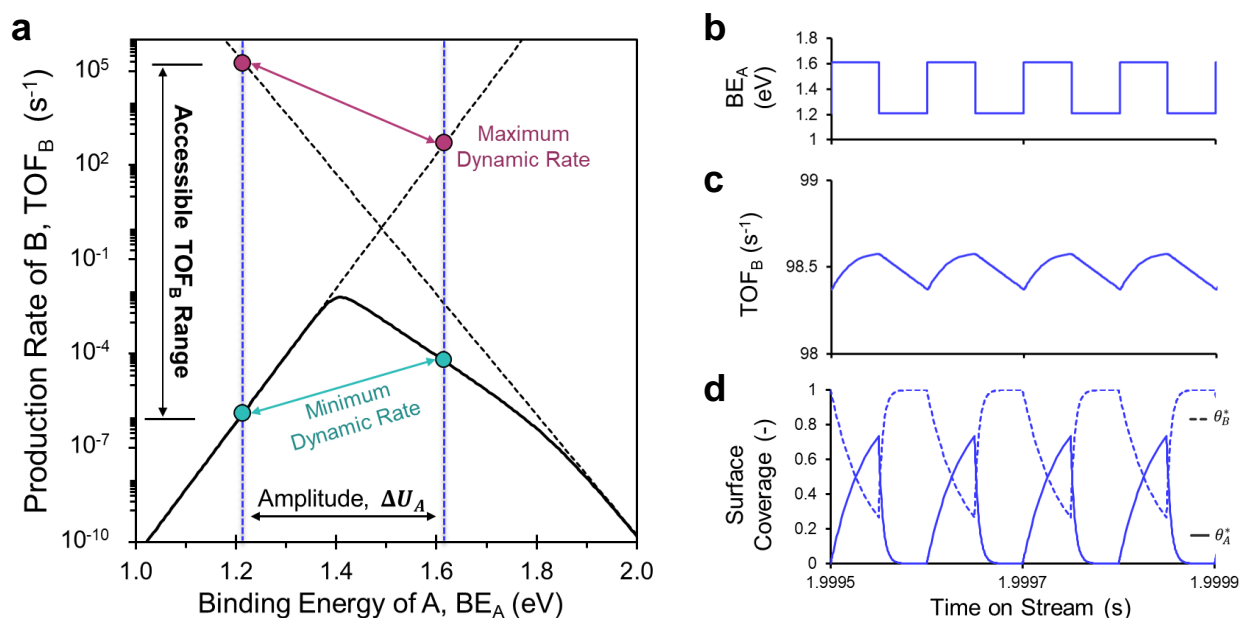 a
Production Rate of B, TOF_B (s⁻¹)
10⁵
10²
10⁻¹
10⁻⁴
10⁻⁷
10⁻¹⁰
Accessible TOF_B Range
Maximum
Dynamic Rate
Minimum
Dynamic Rate
Amplitude, ΔU_A
1.0
1.2
1.4
1.6
1.8
2.0
Binding Energy of A, BE_A (eV)
b
BE_A
(eV)
1.8
1.6
1.4
1.2
1
c
TOF_B (s⁻¹)
99
98.5
98
d
Surface
Coverage (-)
1
0.8
0.6
0.4
0.2
0
θ*_B
θ*_A
1.9995
1.9997
1.9999
Time on Stream (s)